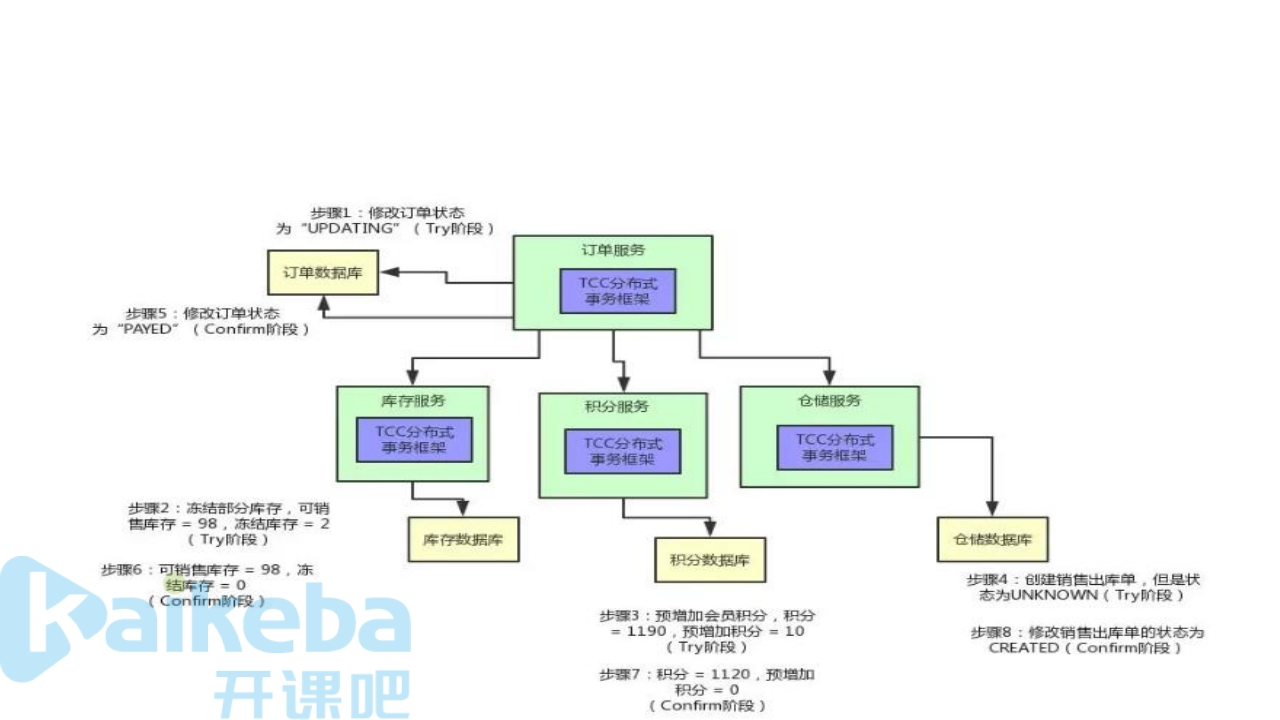 步骤1：修改订单状态
为“UPDATING”（Try阶段）
订单服务
订单数据库
TCC分布式
事务框架
步骤5：修改订单状态
为“PAYED”（Confirm阶段）
库存服务
TCC分布式
事务框架
积分服务
TCC分布式
事务框架
仓储服务
TCC分布式
事务框架
步骤2：冻结部分库存，可销
售库存 = 98，冻结库存 = 2
（Try阶段）
库存数据库
积分数据库
仓储数据库
步骤6：可销售库存 = 98，冻
结库存 = 0
（Confirm阶段）
步骤3：预增加会员积分，积分
= 1190，预增加积分 = 10
（Try阶段）
步骤7：积分 = 1120，预增加
积分 = 0
（Confirm阶段）
步骤4：创建销售出库单，但是状
态为UNKNOWN（Try阶段）
步骤8：修改销售出库单的状态为
CREATED（Confirm阶段）
kaikeba
开课吧